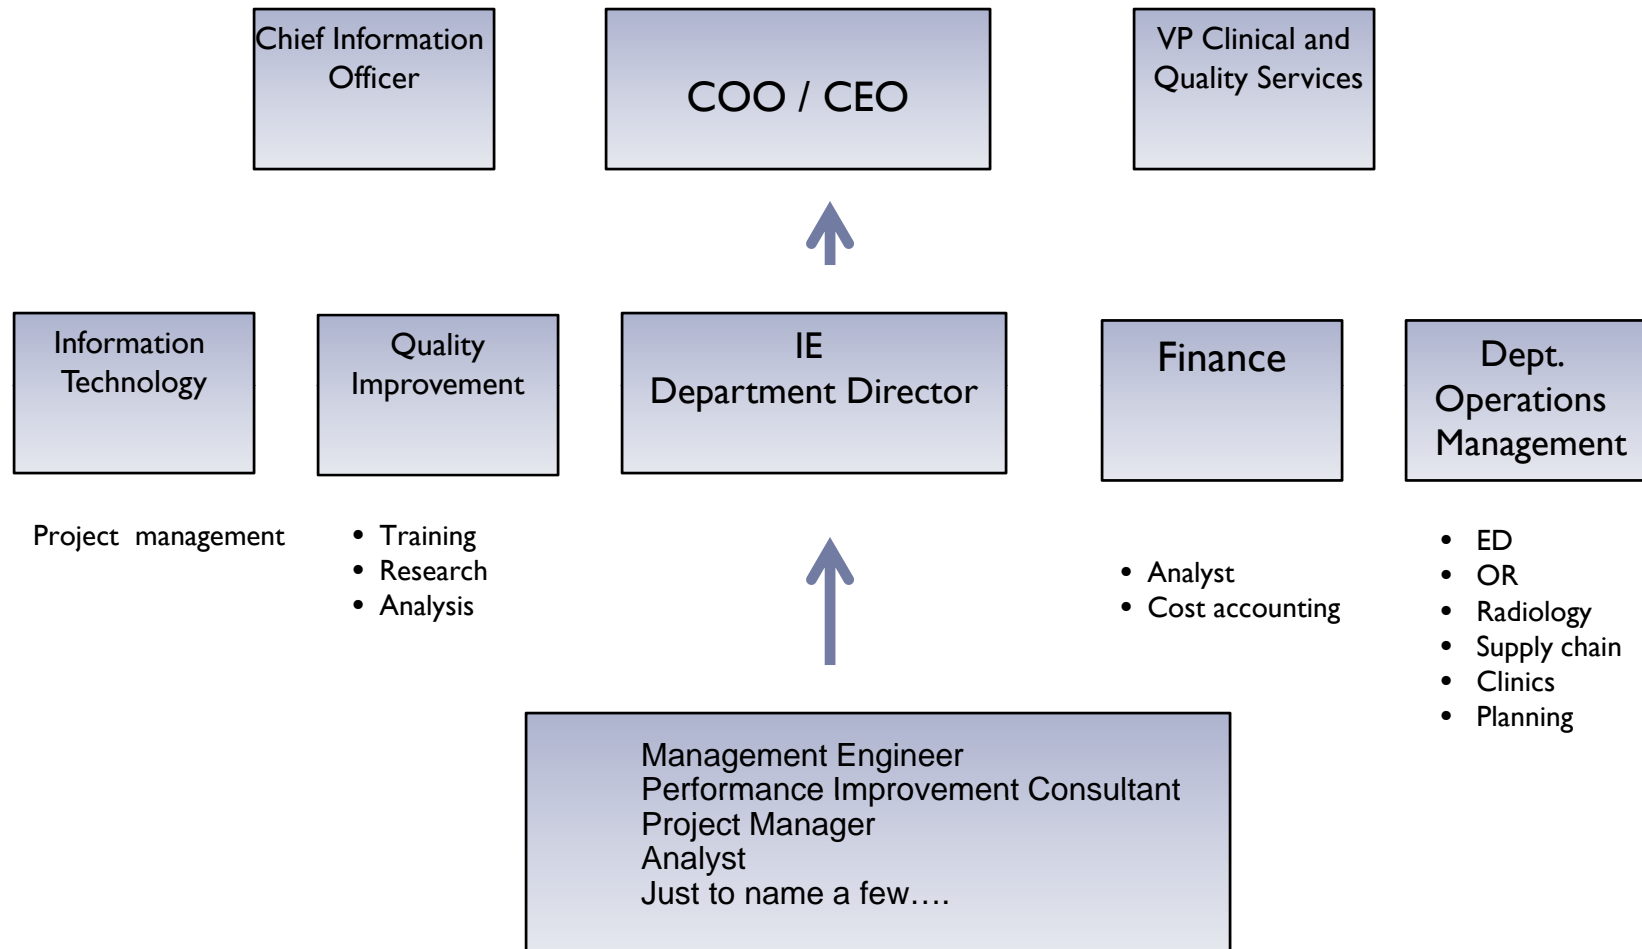 Chief Information
Officer
COO / CEO
VP Clinical and
Quality Services
Information
Technology
Quality
Improvement
IE
Department Director
Finance
Dept.
Operations
Management
Project management
• Training
• Research
• Analysis
• Analyst
• Cost accounting
• ED
• OR
• Radiology
• Supply chain
• Clinics
• Planning
Management Engineer
Performance Improvement Consultant
Project Manager
Analyst
Just to name a few….